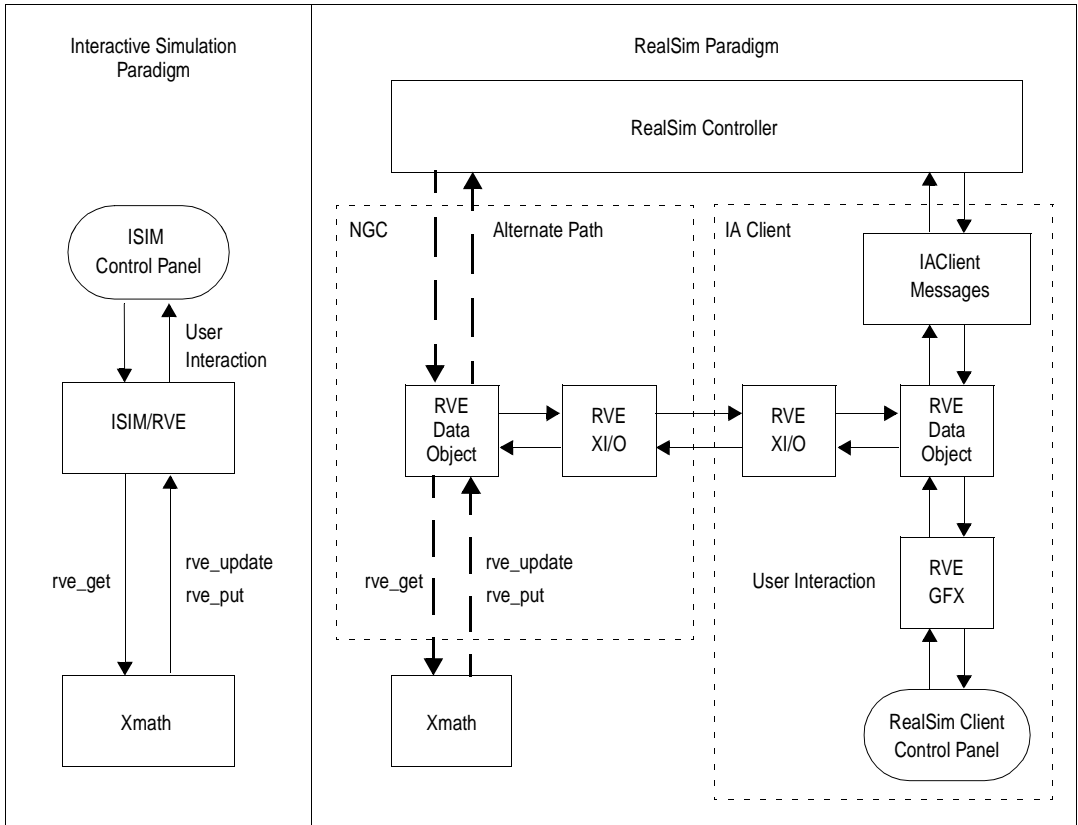 Interactive Simulation
Paradigm
ISIM
Control Panel
User
Interaction
ISIM/RVE
rve_get
rve_update
rve_put
Xmath
RealSim Paradigm
RealSim Controller
NGC
Alternate Path
IA Client
IAClient
Messages
RVE
Data
Object
RVE
XI/O
RVE
XI/O
RVE
Data
Object
rve_get
rve_update
rve_put
User Interaction
RVE
GFX
Xmath
RealSim Client
Control Panel